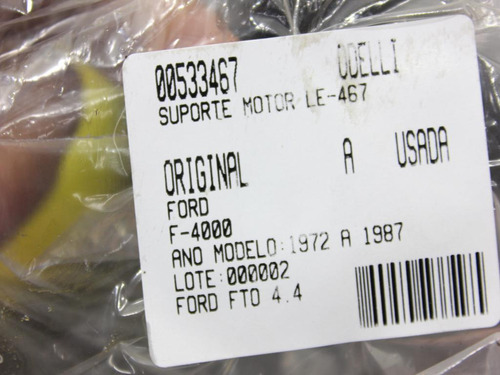 00533467 ODELLI
SUPORTE MOTOR LE-467
ORIGINAL A USADA
FORD
F-4000
ANO MODELO:1972 A 1987
LOTE:000002
FORD FTO 4.4